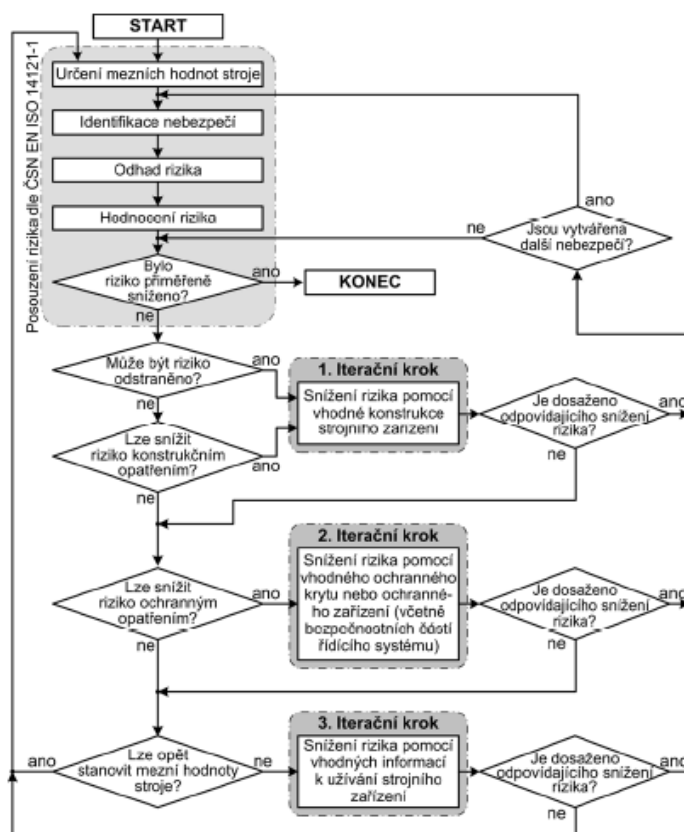 START
Posouzení rizika dle ČSN EN ISO 14121-1
Určení mezních hodnot stroje
Identifikace nebezpečí
Odhad rizika
Hodnocení rizika
Bylo
riziko přiměřeně
sníženo?
ano
ne
KONEC
ano
ne
Jsou vytvářena
další nebezpečí?
Může být riziko
odstraněno?
ano
ne
Lze snížit
riziko konstrukčním
opatřením?
ano
ne
1. Iterační krok
Snížení rizika pomocí
vhodné konstrukce
strojního zařízení
Je dosaženo
odpovídajícího snížení
rizika?
ano
ne
Lze snížit
riziko ochranným
opatřením?
ano
ne
2. Iterační krok
Snížení rizika pomocí
vhodného ochranného
krytu nebo ochranné-
ho zařízení (včetně
bezpečnostních částí
řídícího systému)
Je dosaženo
odpovídajícího snížení
rizika?
ano
ne
Lze opět
stanovit mezní hodnoty
stroje?
ano
ne
3. Iterační krok
Snížení rizika pomocí
vhodných informací
k užívání strojního
zařízení
Je dosaženo
odpovídajícího snížení
rizika?
ano
ne